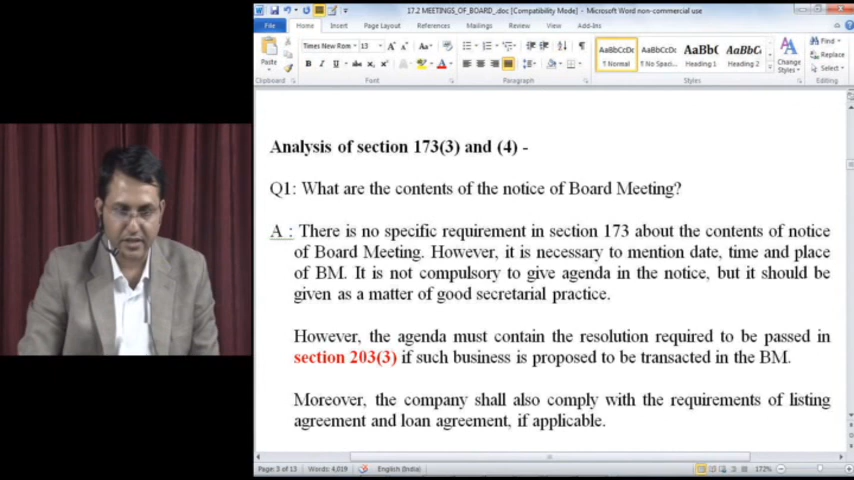 17.2 MEETINGS_OF_BOARD_.doc [Compatibility Mode] - Microsoft Word non-commercial use
File Home Insert Page Layout References Mailings Review View Add-Ins
Paste
Times New Rom 13
AaBbCcDc AaBbCcDc AaBbC AaBbCc
¶ Normal ¶ No Spaci... Heading 1 Heading 2
Change Styles
Find
Replace
Select
Clipboard Font Paragraph Styles Editing
Analysis of section 173(3) and (4) -
Q1: What are the contents of the notice of Board Meeting?
A : There is no specific requirement in section 173 about the contents of notice
of Board Meeting. However, it is necessary to mention date, time and place
of BM. It is not compulsory to give agenda in the notice, but it should be
given as a matter of good secretarial practice.
However, the agenda must contain the resolution required to be passed in
section 203(3) if such business is proposed to be transacted in the BM.
Moreover, the company shall also comply with the requirements of listing
agreement and loan agreement, if applicable.
Page: 3 of 13 Words: 4,019 English (India) 172%